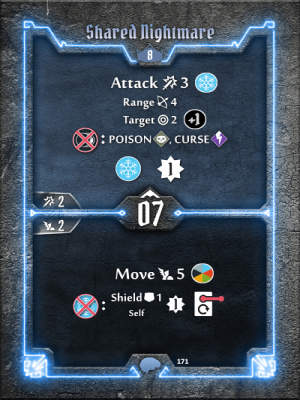 Shared Nightmare
8
Attack 3
Range 4
Target 2 +1
: POISON , CURSE
1
2
07
2
Move 5
: Shield 1 1
Self
171